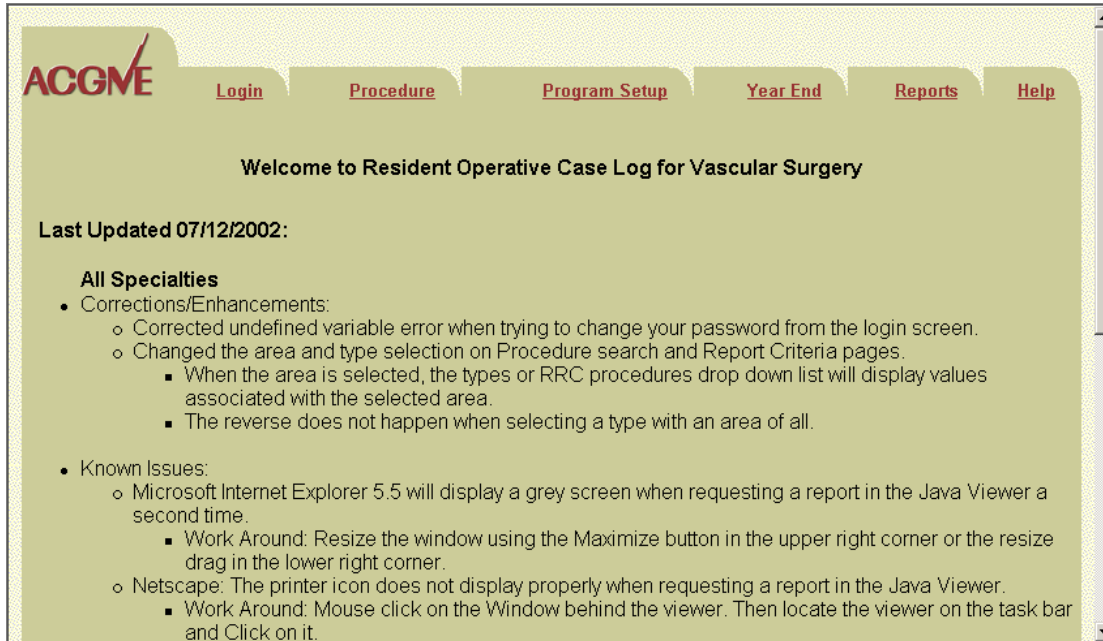 ACGME
Login Procedure Program Setup Year End Reports Help
Welcome to Resident Operative Case Log for Vascular Surgery
Last Updated 07/12/2002:
All Specialties
• Corrections/Enhancements:
o Corrected undefined variable error when trying to change your password from the login screen.
o Changed the area and type selection on Procedure search and Report Criteria pages.
▪ When the area is selected, the types or RRC procedures drop down list will display values
associated with the selected area.
▪ The reverse does not happen when selecting a type with an area of all.
• Known Issues:
o Microsoft Internet Explorer 5.5 will display a grey screen when requesting a report in the Java Viewer a
second time.
▪ Work Around: Resize the window using the Maximize button in the upper right corner or the resize
drag in the lower right corner.
o Netscape: The printer icon does not display properly when requesting a report in the Java Viewer.
▪ Work Around: Mouse click on the Window behind the viewer. Then locate the viewer on the task bar
and Click on it.